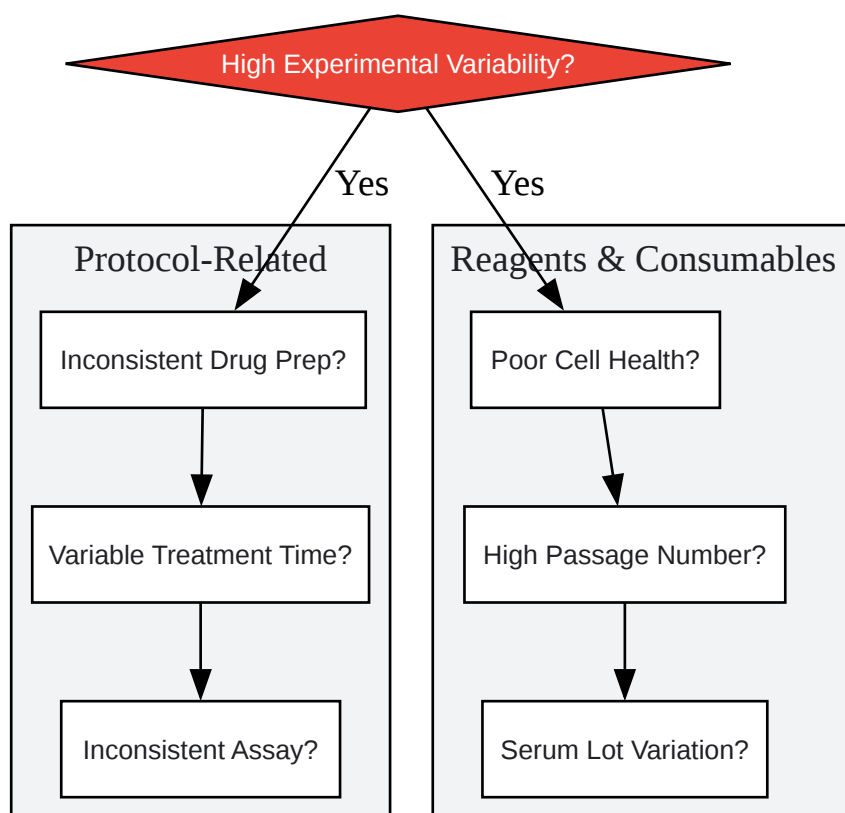 High Experimental Variability?
Yes
Yes
Protocol-Related
Reagents & Consumables
Inconsistent Drug Prep?
Poor Cell Health?
Variable Treatment Time?
High Passage Number?
Inconsistent Assay?
Serum Lot Variation?